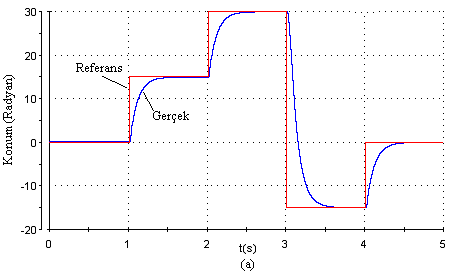 Konum (Radyan)
30
20
10
0
-10
-20
Referans
Gerçek
0 1 2 3 4 5
t(s)
(a)